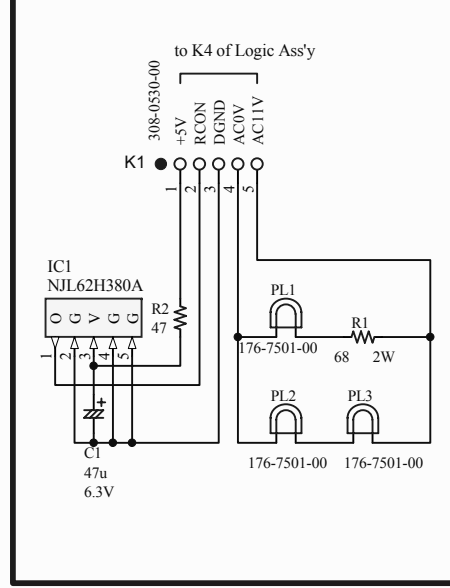 to K4 of Logic Ass'y
308-0530-00
+5V
RCON
DGND
AC0V
AC11V
K1
1
2
3
4
5
IC1
NJL62H380A
O G V G G
1
2
3
4
5
R2
47
PL1
176-7501-00
R1
68 2W
+
C1
47u
6.3V
PL2 PL3
176-7501-00 176-7501-00